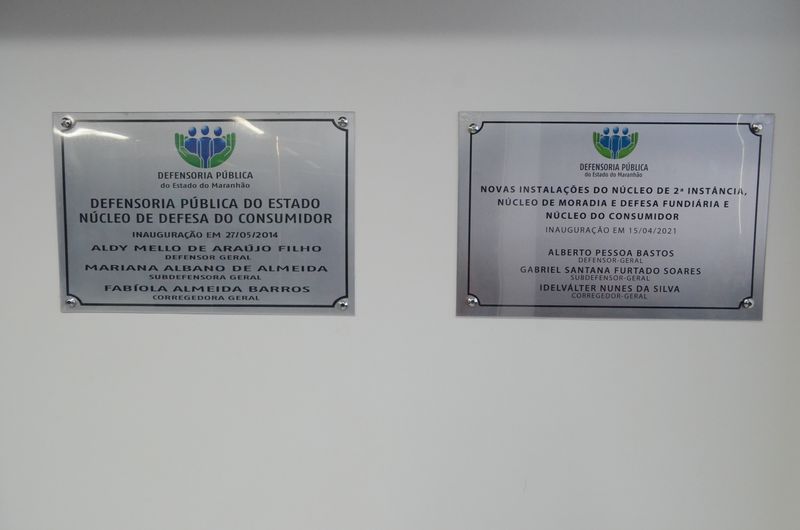 DEFENSORIA PÚBLICA
do Estado do Maranhão
DEFENSORIA PÚBLICA DO ESTADO
NÚCLEO DE DEFESA DO CONSUMIDOR
INAUGURAÇÃO EM 27/05/2014
ALDY MELLO DE ARAÚJO FILHO
DEFENSOR GERAL
MARIANA ALBANO DE ALMEIDA
SUBDEFENSORA GERAL
FABÍOLA ALMEIDA BARROS
CORREGEDORA GERAL
DEFENSORIA PÚBLICA
do Estado do Maranhão
NOVAS INSTALAÇÕES DO NÚCLEO DE 2ª INSTÂNCIA,
NÚCLEO DE MORADIA E DEFESA FUNDIÁRIA E
NÚCLEO DO CONSUMIDOR
INAUGURAÇÃO EM 15/04/2021
ALBERTO PESSOA BASTOS
DEFENSOR-GERAL
GABRIEL SANTANA FURTADO SOARES
SUBDEFENSOR-GERAL
IDELVÁLTER NUNES DA SILVA
CORREGEDOR-GERAL